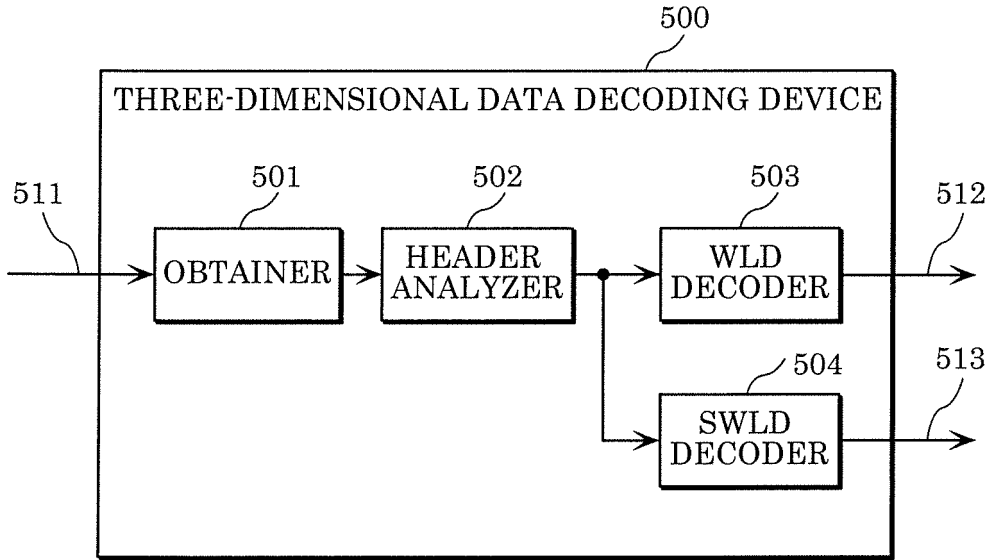 500
THREE-DIMENSIONAL DATA DECODING DEVICE
511
501
502
503
512
OBTAINER
HEADER
ANALYZER
WLD
DECODER
504
513
SWLD
DECODER